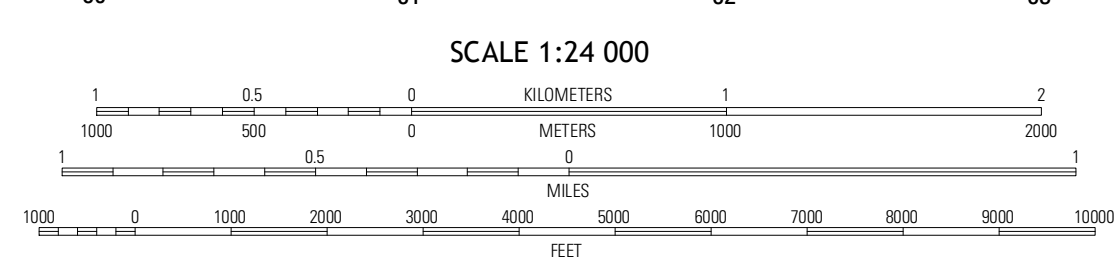 SCALE 1:24 000
1 0.5 0 KILOMETERS 1 2
1000 500 0 METERS 1000 2000
1 0.5 0 1
MILES
1000 0 1000 2000 3000 4000 5000 6000 7000 8000 9000 10000
FEET